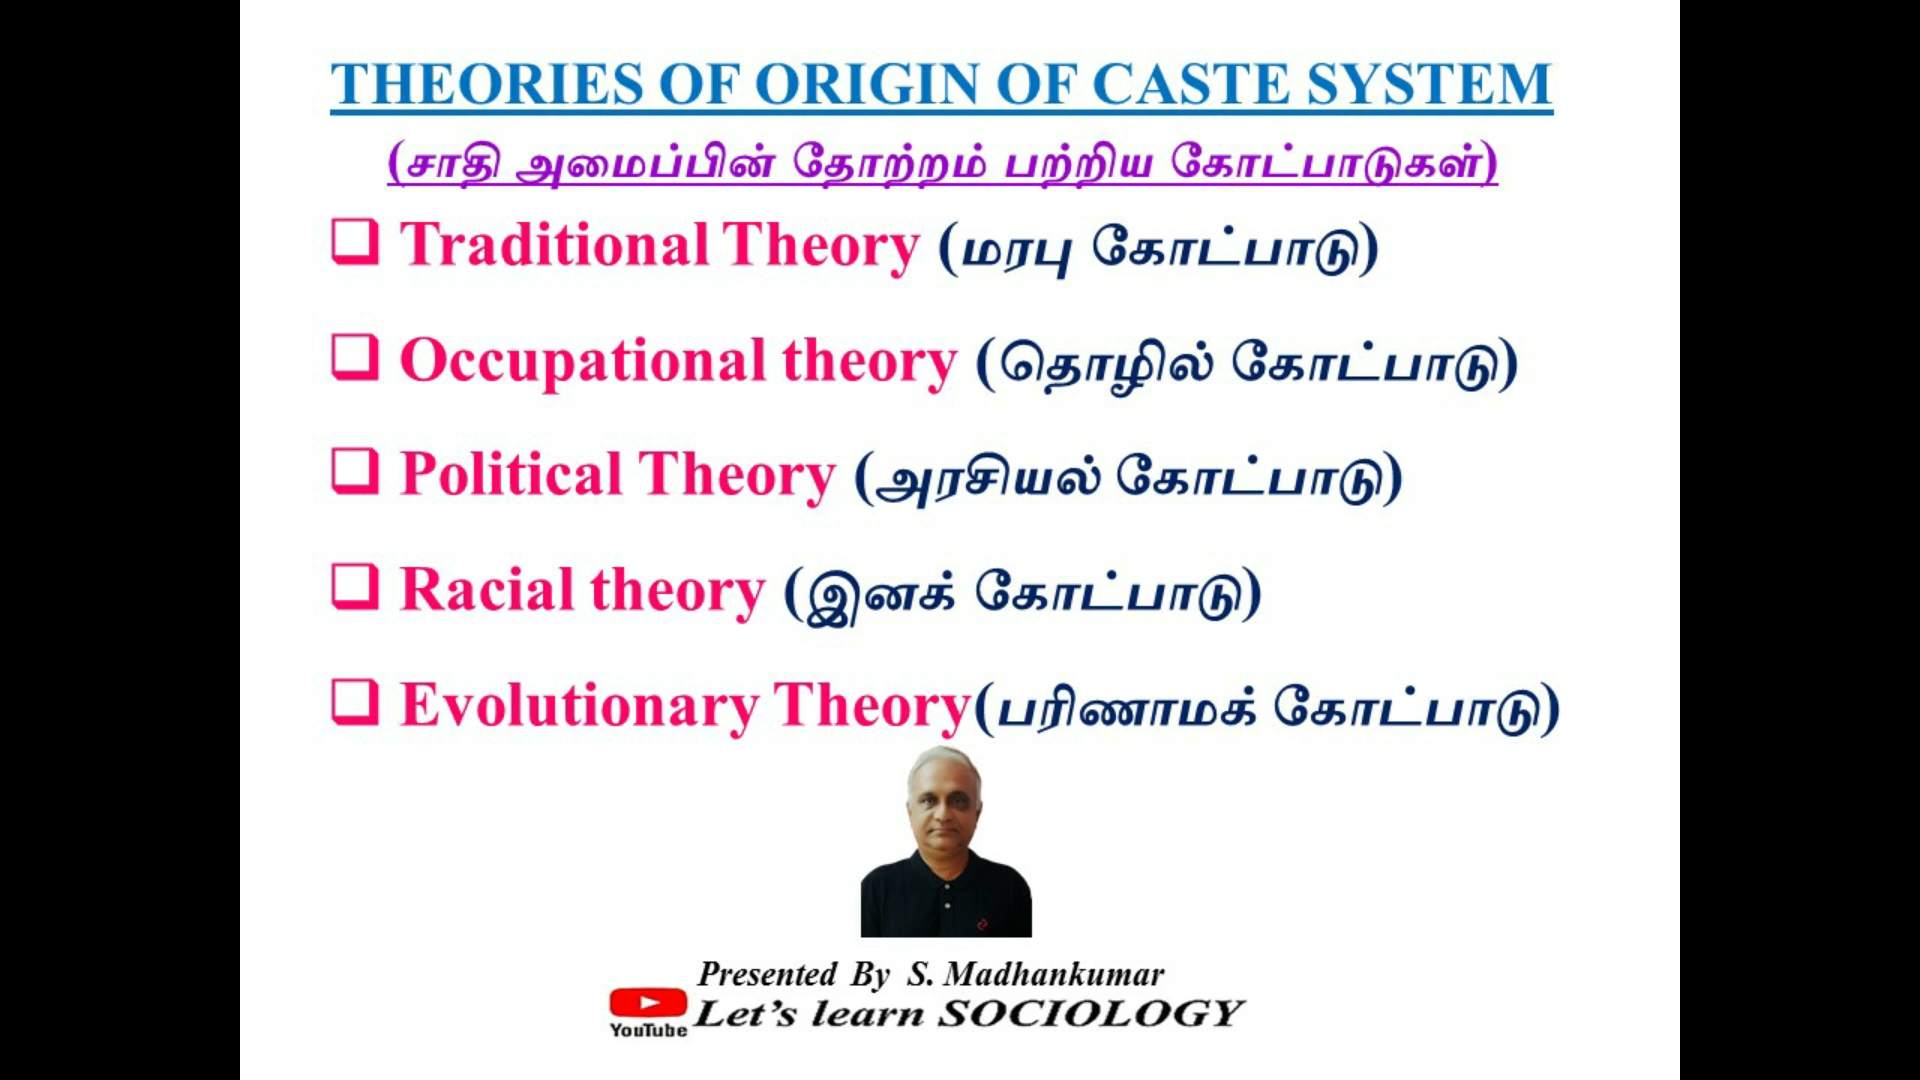 THEORIES OF ORIGIN OF CASTE SYSTEM
(சாதி அமைப்பின் தோற்றம் பற்றிய கோட்பாடுகள்)
Traditional Theory (மரபு கோட்பாடு)
Occupational theory (தொழில் கோட்பாடு)
Political Theory (அரசியல் கோட்பாடு)
Racial theory (இனக் கோட்பாடு)
Evolutionary Theory(பரிணாமக் கோட்பாடு)
Presented By S. Madhankumar
Let's learn SOCIOLOGY
YouTube